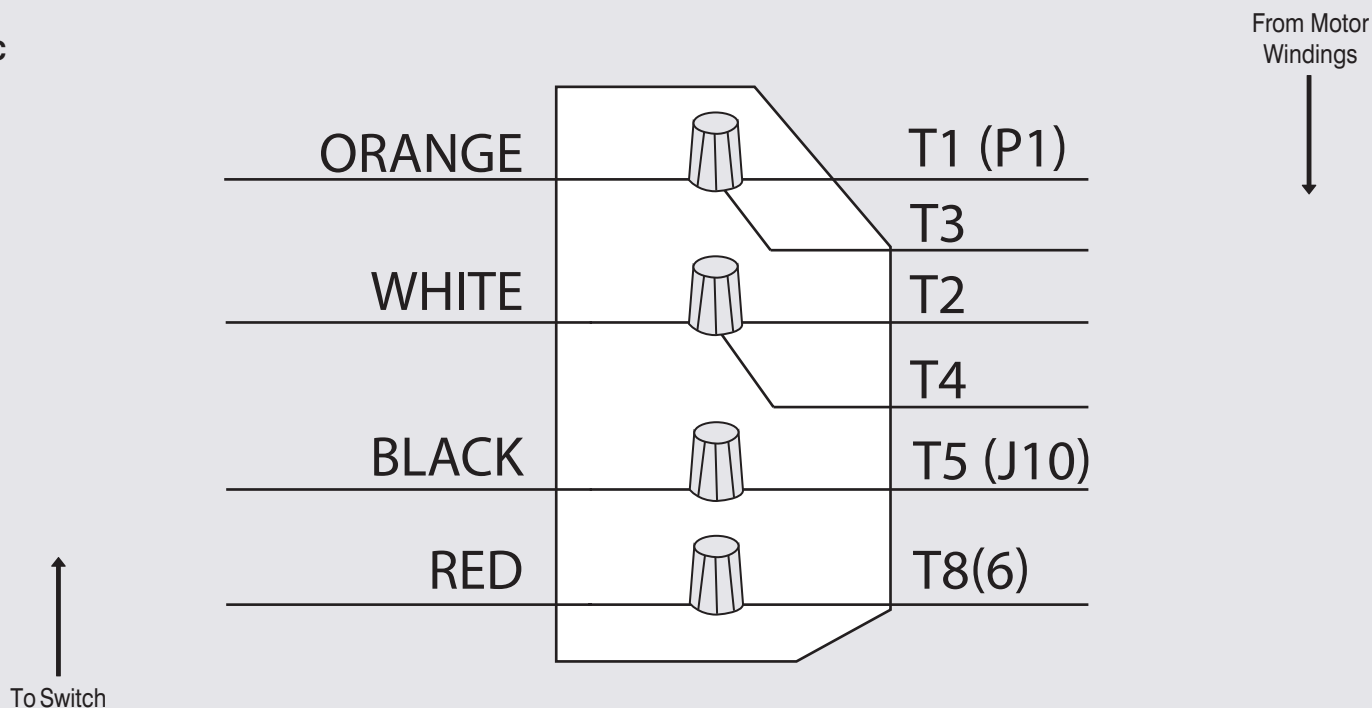 c
From Motor
Windings
ORANGE
T1 (P1)
T3
WHITE
T2
T4
BLACK
T5 (J10)
RED
T8(6)
To Switch